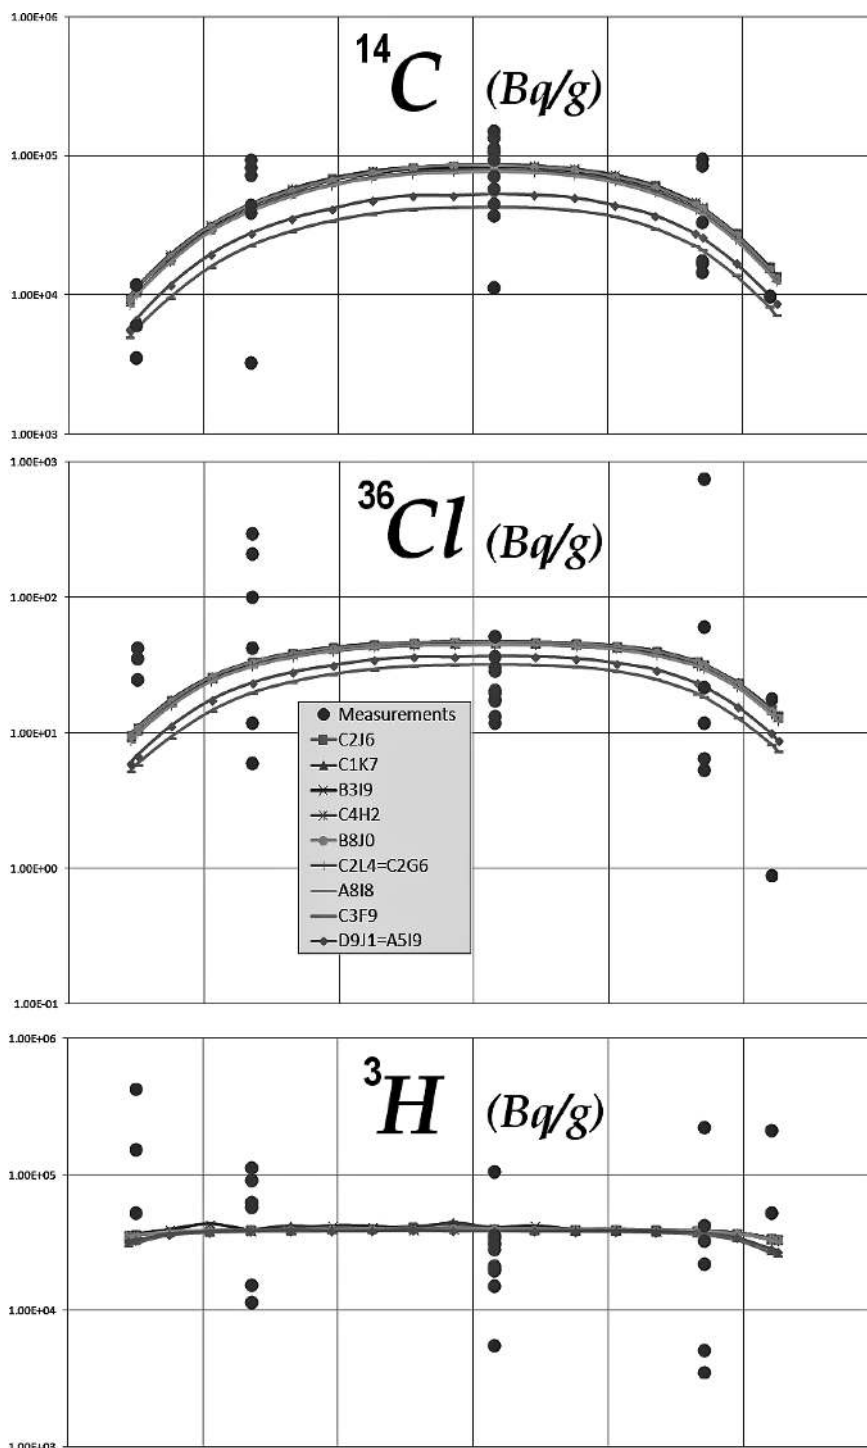 1.00E+06
¹⁴C (Bq/g)
1.00E+05
1.00E+04
1.00E+03
1.00E+03
³⁶Cl (Bq/g)
1.00E+02
1.00E+01
1.00E+00
1.00E-01
Measurements
C2J6
C1K7
B3I9
C4H2
B8J0
C2L4=C2G6
A8I8
C3F9
D9J1=A5I9
1.00E+06
³H (Bq/g)
1.00E+05
1.00E+04
1.00E+03